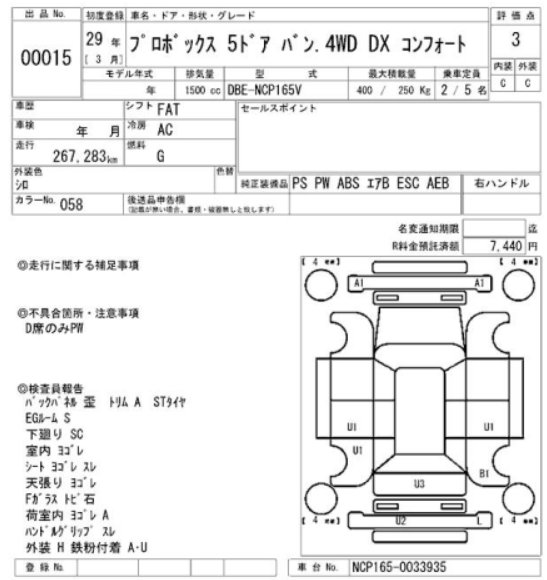 出 品 No.
00015
初度登録
29 年
[ 3 月]
車名・ドア・形状・グレード
プロボックス 5ドア バン.4WD DX コンフォート
評 価 点
3
モデル年式
年
排気量
1500 cc
型 式
DBE-NCP165V
最大積載量
400 / 250 Kg
乗車定員
2 / 5 名
内装 外装
C C
車歴
シフト FAT
セールスポイント
車検
年 月
冷房 AC
走行
267,283km
燃料
G
外装色
シロ
色替
純正装備品 PS PW ABS エアB ESC AEB
右ハンドル
カラーNo. 058
後送品申告欄
(記載が無い場合、書類・備器無しと致します)
名変通知期限 迄
R料金預託済額 7,440 円
◎走行に関する補足事項
◎不具合箇所・注意事項
D席のみPW
◎検査員報告
バックパネル 歪 トリム A STタイヤ
EGルーム S
下廻り SC
室内 ヨゴレ
シート ヨゴレ スレ
天張り ヨゴレ
Fガラス トビ石
荷室内 ヨゴレ A
ハンドルグリップ スレ
外装 H 鉄粉付着 A・U
[ 4 mm] [ 4 mm]
A1 A1
U1 U1
U1 B1
U3
[ 4 mm] [ 4 mm]
U2 L
登 録 No.
車 台 No. NCP165-0033935